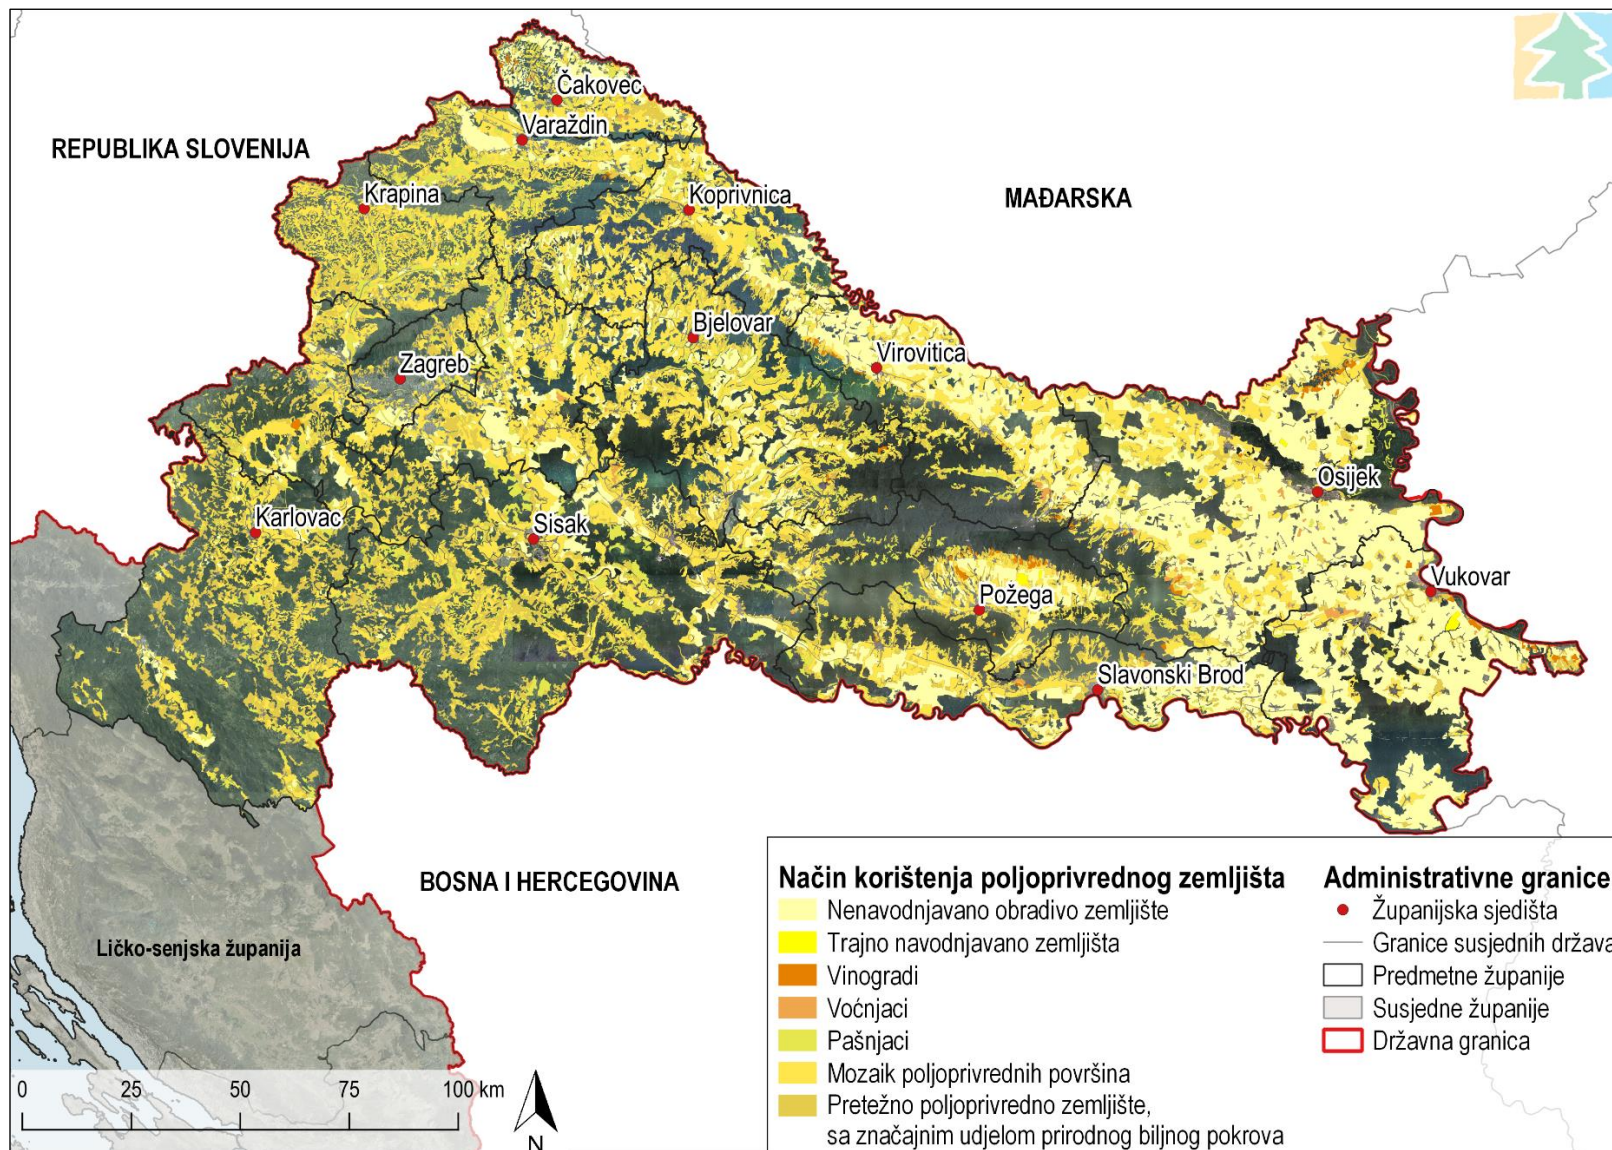 Čakovec
Varaždin
REPUBLIKA SLOVENIJA
Krapina
Koprivnica
MAĐARSKA
Bjelovar
Virovitica
Zagreb
Osijek
Karlovac
Sisak
Vukovar
Požega
Slavonski Brod
BOSNA I HERCEGOVINA
Ličko-senjska županija
Način korištenja poljoprivrednog zemljišta
Nenavodnjavano obradivo zemljište
Trajno navodnjavano zemljišta
Vinogradi
Voćnjaci
Pašnjaci
Mozaik poljoprivrednih površina
Pretežno poljoprivredno zemljište,
sa značajnim udjelom prirodnog biljnog pokrova
Administrativne granice
Županijska sjedišta
Granice susjednih država
Predmetne županije
Susjedne županije
Državna granica
0 25 50 75 100 km
N